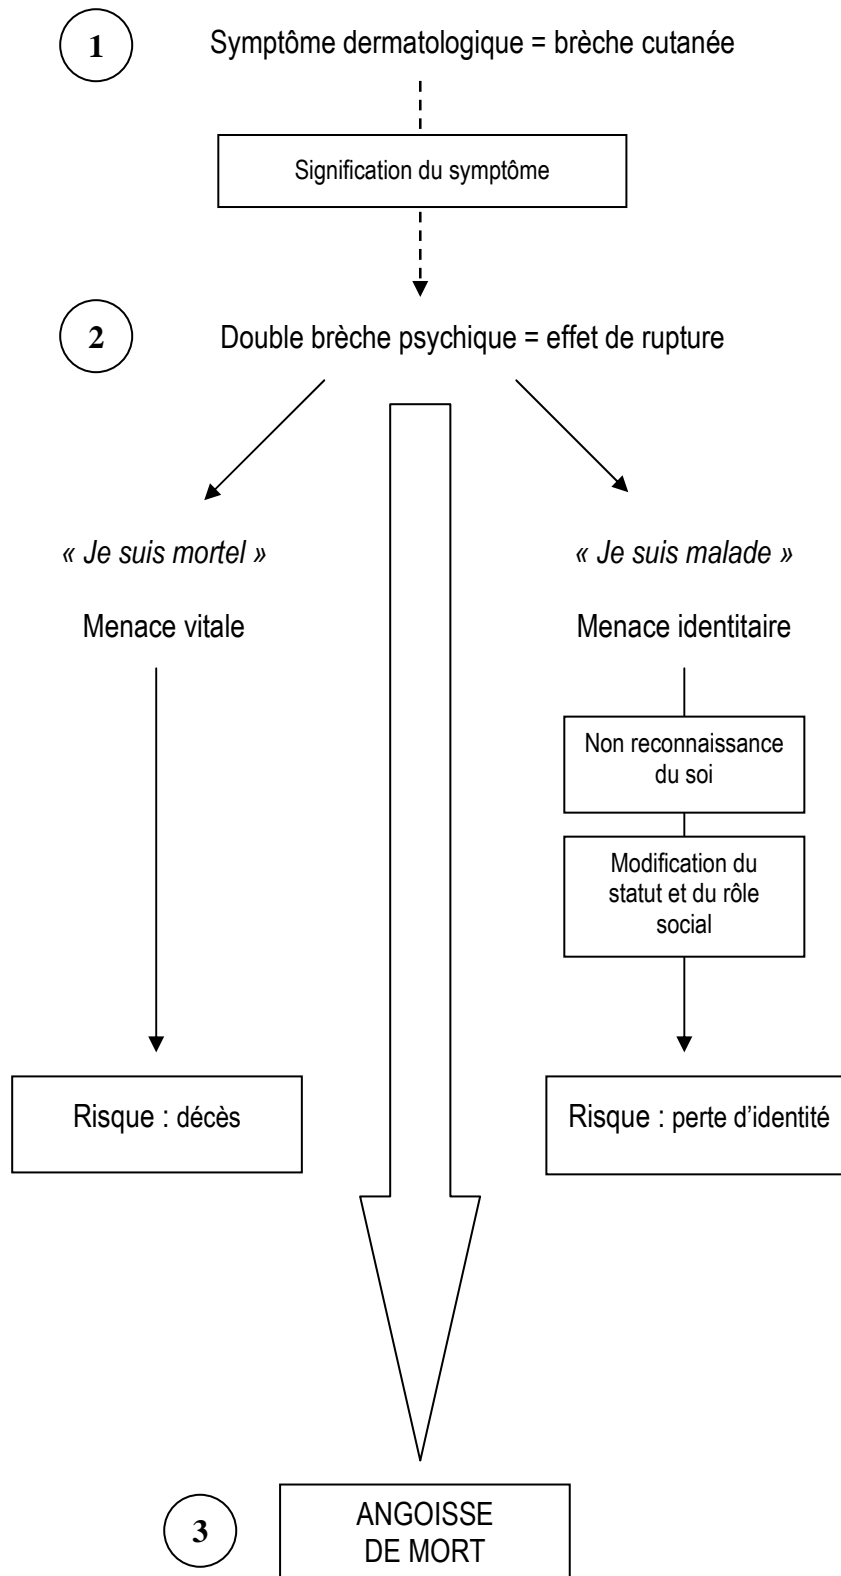 1
Symptôme dermatologique = brèche cutanée
Signification du symptôme
2
Double brèche psychique = effet de rupture
« Je suis mortel »
« Je suis malade »
Menace vitale
Menace identitaire
Non reconnaissance
du soi
Modification du
statut et du rôle
social
Risque : décès
Risque : perte d’identité
3
ANGOISSE
DE MORT